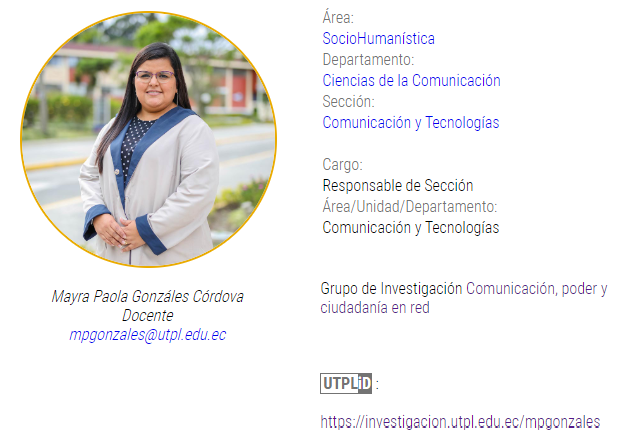 Área:
SocioHumanística
Departamento:
Ciencias de la Comunicación
Sección:
Comunicación y Tecnologías
Cargo:
Responsable de Sección
Área/Unidad/Departamento:
Comunicación y Tecnologías
Mayra Paola Gonzáles Córdova
Docente
mpgonzales@utpl.edu.ec
Grupo de Investigación Comunicación, poder y
ciudadanía en red
UTPLiD :
https://investigacion.utpl.edu.ec/mpgonzales